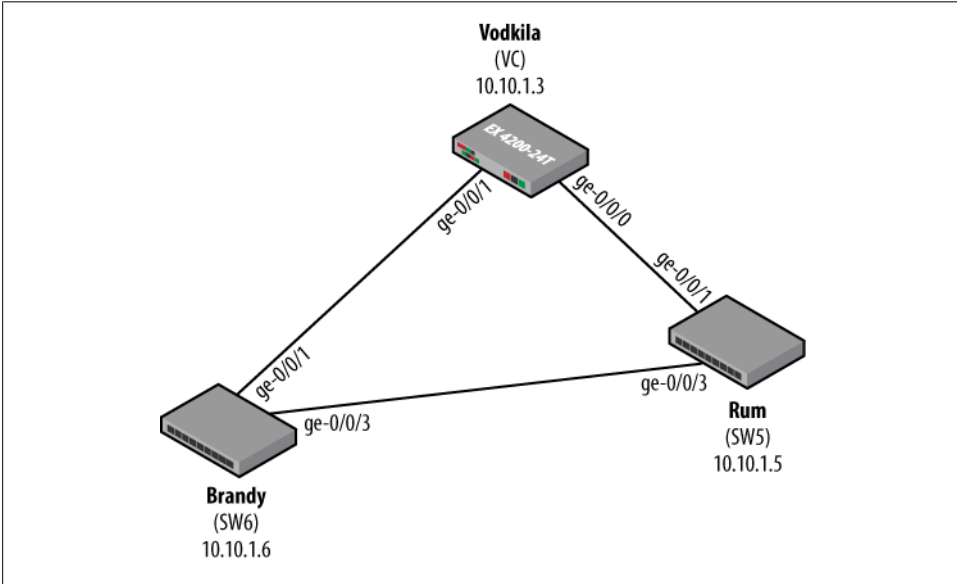 Vodkila
(VC)
10.10.1.3
EX 4200-24T
ge-0/0/1
ge-0/0/0
ge-0/0/1
ge-0/0/1
ge-0/0/3
ge-0/0/3
Rum
(SW5)
10.10.1.5
Brandy
(SW6)
10.10.1.6